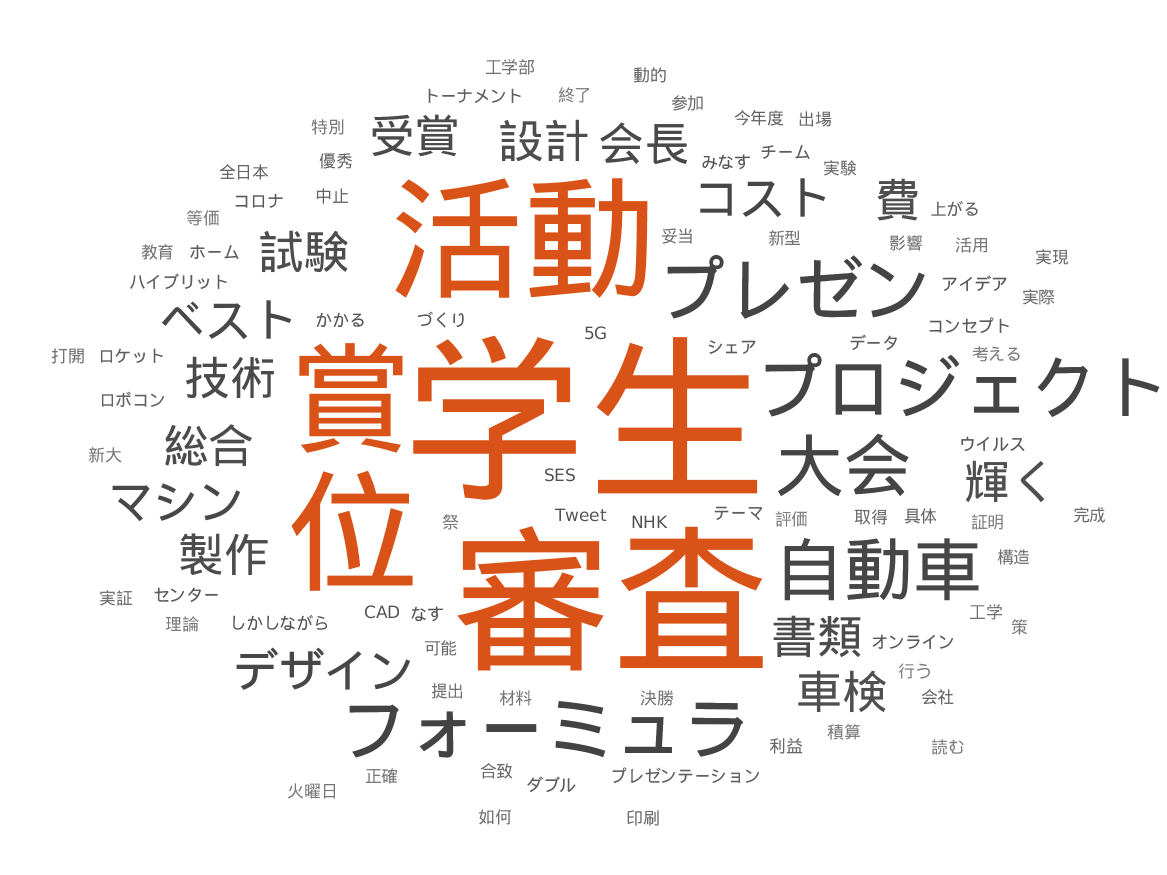 工学部
動的
トーナメント
終了
参加
特別
受賞
設計
会長
今年度
出場
全日本
優秀
みなす
チーム
実験
コロナ
中止
活動
コスト
費
上がる
等価
教育
ホーム
試験
妥当
新型
影響
活用
実現
ハイブリット
プレゼン
アイデア
実際
ベスト
かかる
づくり
5G
コンセプト
打開
ロケット
技術
賞
学生
シェア
データ
考える
プロジェクト
ロボコン
新大
総合
大会
ウイルス
輝く
マシン
位
SES
祭
Tweet
NHK
テーマ
評価
取得
具体
証明
完成
製作
審査
自動車
構造
実証
センター
理論
しかしながら
CAD
なす
可能
書類
オンライン
工学
策
デザイン
提出
材料
決勝
車検
行う
会社
フォーミュラ
利益
積算
読む
火曜日
正確
合致
ダブル
プレゼンテーション
如何
印刷